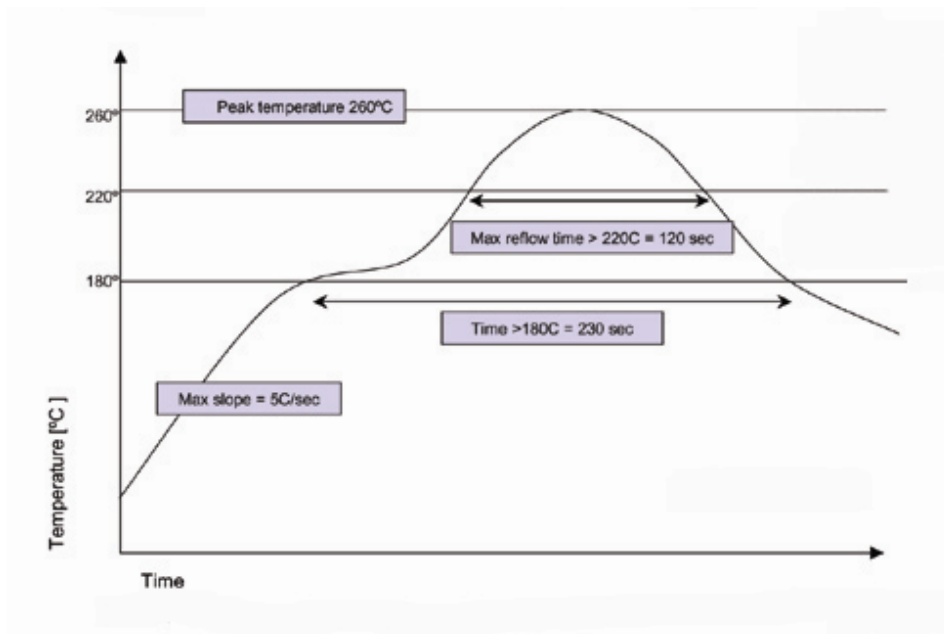 Peak temperature 260ºC
260º
220º
Max reflow time > 220C = 120 sec
180º
Time >180C = 230 sec
Max slope = 5C/sec
Temperature [ºC ]
Time